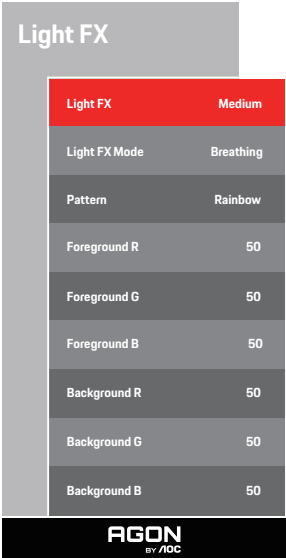 Light FX
Light FX Medium
Light FX Mode Breathing
Pattern Rainbow
Foreground R 50
Foreground G 50
Foreground B 50
Background R 50
Background G 50
Background B 50
AGON
BY AOC